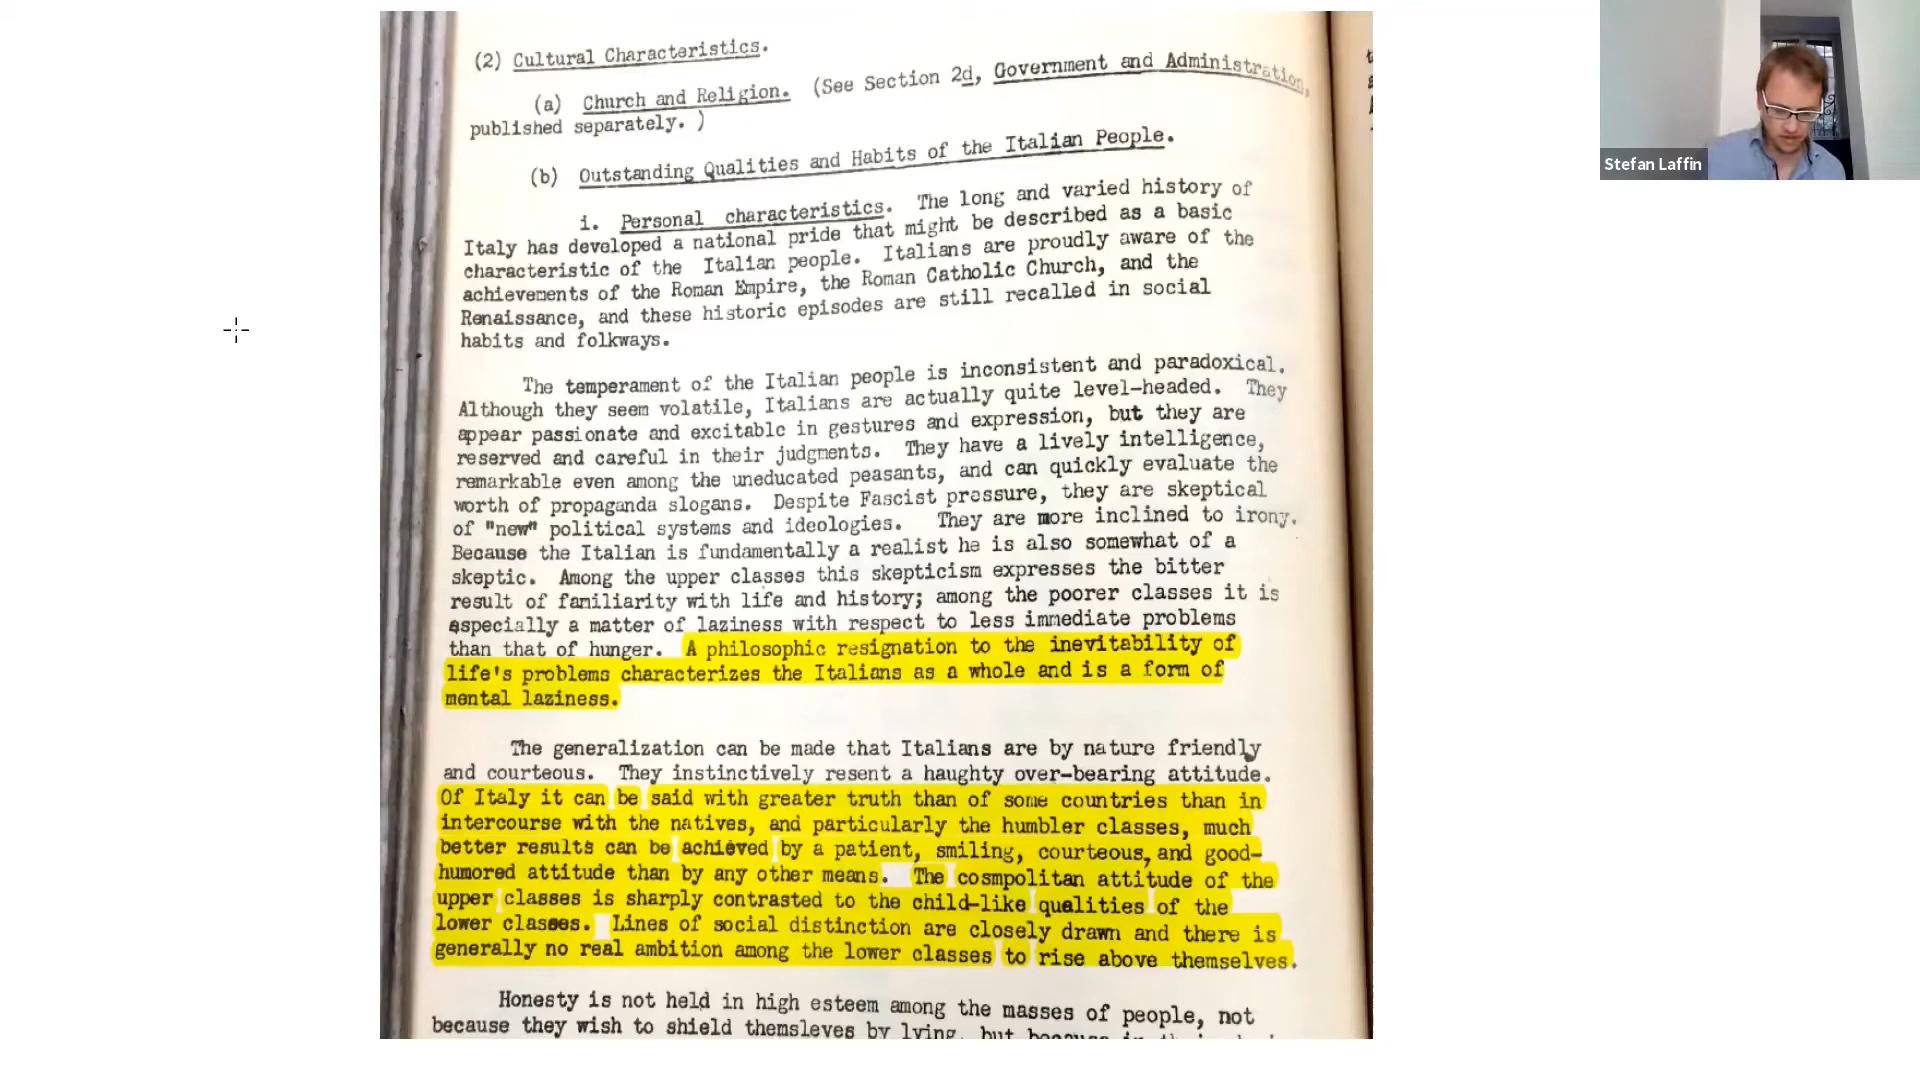 (2) Cultural Characteristics.
(a) Church and Religion. (See Section 2d, Government and Administration,
published separately. )
(b) Outstanding Qualities and Habits of the Italian People.
i. Personal characteristics. The long and varied history of
Italy has developed a national pride that might be described as a basic
characteristic of the Italian people. Italians are proudly aware of the
achievements of the Roman Empire, the Roman Catholic Church, and the
Renaissance, and these historic episodes are still recalled in social
habits and folkways.
The temperament of the Italian people is inconsistent and paradoxical.
Although they seem volatile, Italians are actually quite level-headed. They
appear passionate and excitable in gestures and expression, but they are
reserved and careful in their judgments. They have a lively intelligence,
remarkable even among the uneducated peasants, and can quickly evaluate the
worth of propaganda slogans. Despite Fascist pressure, they are skeptical
of "new" political systems and ideologies. They are more inclined to irony.
Because the Italian is fundamentally a realist he is also somewhat of a
skeptic. Among the upper classes this skepticism expresses the bitter
result of familiarity with life and history; among the poorer classes it is
especially a matter of laziness with respect to less immediate problems
than that of hunger. A philosophic resignation to the inevitability of
life's problems characterizes the Italians as a whole and is a form of
mental laziness.
The generalization can be made that Italians are by nature friendly
and courteous. They instinctively resent a haughty over-bearing attitude.
Of Italy it can be said with greater truth than of some countries than in
intercourse with the natives, and particularly the humbler classes, much
better results can be achieved by a patient, smiling, courteous, and good-
humored attitude than by any other means. The cosmpolitan attitude of the
upper classes is sharply contrasted to the child-like qualities of the
lower classes. Lines of social distinction are closely drawn and there is
generally no real ambition among the lower classes to rise above themselves.
Honesty is not held in high esteem among the masses of people, not
because they wish to shield themsleves by lying, but because in
Stefan Laffin